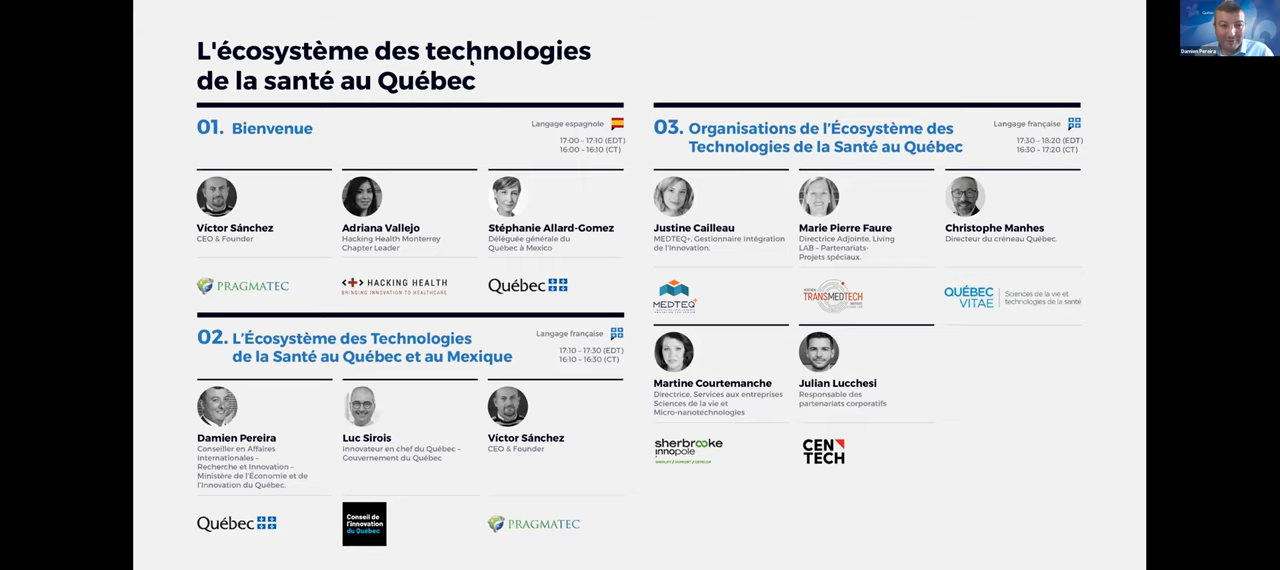 L'écosystème des technologies
de la santé au Québec
01. Bienvenue
Langage espagnole
17:00 – 17:10 (EDT)
16:00 – 16:10 (CT)
Víctor Sánchez
CEO & Founder
PRAGMATEC
Adriana Vallejo
Hacking Health Monterrey
Chapter Leader
HACKING HEALTH
BRINGING INNOVATION TO HEALTHCARE
Stéphanie Allard-Gomez
Déléguée générale du
Québec à Mexico
Québec
02. L'Écosystème des Technologies
de la Santé au Québec et au Mexique
Langage française
17:10 – 17:30 (EDT)
16:10 – 16:30 (CT)
Damien Pereira
Conseiller en Affaires
Internationales –
Recherche et Innovation –
Ministère de l'Économie et de
l'Innovation du Québec.
Québec
Luc Sirois
Innovateur en chef du Québec –
Gouvernement du Québec
Conseil de
l'innovation
du Québec
Víctor Sánchez
CEO & Founder
PRAGMATEC
03. Organisations de l'Écosystème des
Technologies de la Santé au Québec
Langage française
17:30 – 18:20 (EDT)
16:30 – 17:20 (CT)
Justine Cailleau
MEDTEQ+, Gestionnaire Intégration
de l'Innovation.
MEDTEQ+
Marie Pierre Faure
Directrice Adjointe, Living
LAB – Partenariats-
Projets spéciaux.
TRANSMEDTECH
Christophe Manhes
Directeur du créneau Québec.
QUÉBEC
VITAE
Sciences de la vie et
technologies de la santé
Martine Courtemanche
Directrice, Services aux entreprises
Sciences de la vie et
Micro-nanotechnologies
sherbrooke
innopole
SIMPLIFY / SUPPORT / DEVELOP
Julian Lucchesi
Responsable des
partenariats corporatifs
CEN
TECH
Damien Pereira